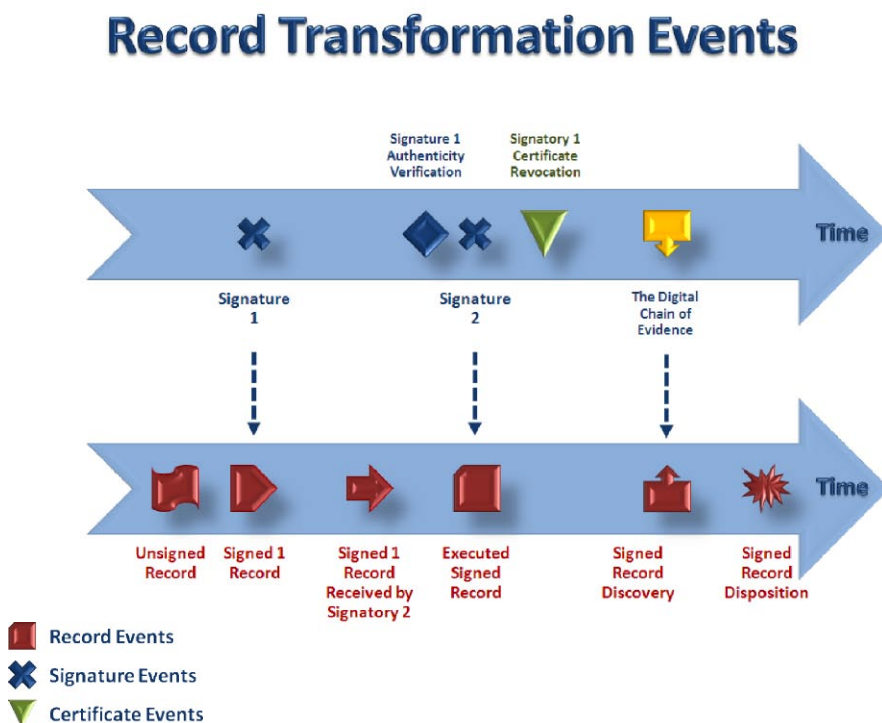 Record Transformation Events
Signature 1
Authenticity
Verification
Signatory 1
Certificate
Revocation
Time
Signature
1
Signature
2
The Digital
Chain of
Evidence
Time
Unsigned
Record
Signed 1
Record
Signed 1
Record
Received by
Signatory 2
Executed
Signed
Record
Signed
Record
Discovery
Signed
Record
Disposition
Record Events
Signature Events
Certificate Events